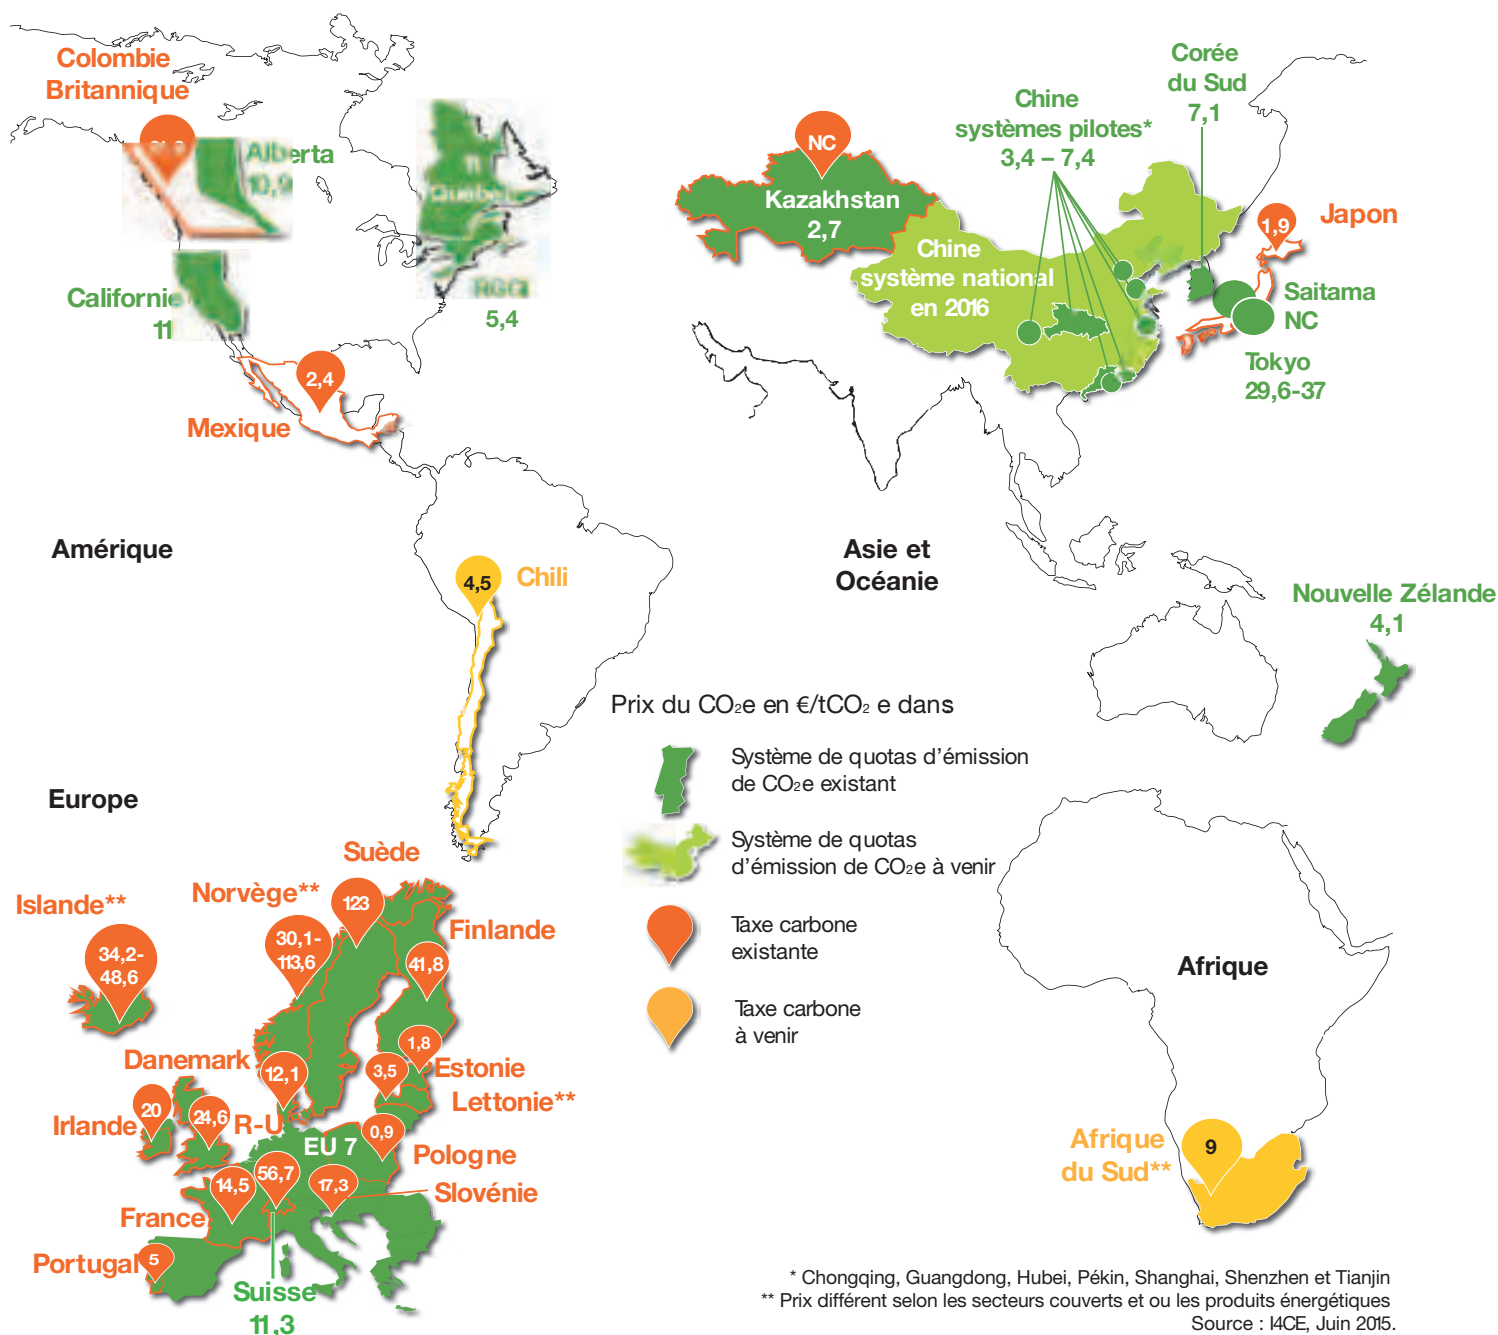 Colombie
Britannique
Alberta
10,9
11
Québec
Californie
11
RGGI
5,4
2,4
Mexique
Amérique
4,5
Chili
Corée
du Sud
7,1
Chine
systèmes pilotes*
3,4 – 7,4
NC
Kazakhstan
2,7
Chine
système national
en 2016
1,9
Japon
Saitama
NC
Tokyo
29,6-37
Asie et
Océanie
Nouvelle Zélande
4,1
Prix du CO2e en €/tCO2 e dans
Système de quotas d’émission
de CO2e existant
Système de quotas
d’émission de CO2e à venir
Taxe carbone
existante
Taxe carbone
à venir
Europe
Suède
123
Norvège**
30,1-
113,6
Islande**
34,2-
48,6
Finlande
41,8
Danemark
12,1
1,8
Estonie
3,5
Lettonie**
Irlande
20
24,6
R-U
EU 7
0,9
Pologne
56,7
14,5
17,3
Slovénie
France
Portugal
5
Suisse
11,3
Afrique
Afrique
du Sud**
9
* Chongqing, Guangdong, Hubei, Pékin, Shanghai, Shenzhen et Tianjin
** Prix différent selon les secteurs couverts et ou les produits énergétiques
Source : I4CE, Juin 2015.